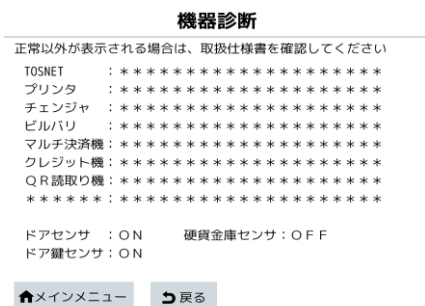 機器診断
正常以外が表示される場合は、取扱仕様書を確認してください
TOSNET :********************
プリンタ :********************
チェンジャ :********************
ビルバリ :********************
マルチ決済機:********************
クレジット機:********************
QR読取り機:********************
******:********************
ドアセンサ :ON 硬貨金庫センサ:OFF
ドア鍵センサ:ON
メインメニュー 戻る